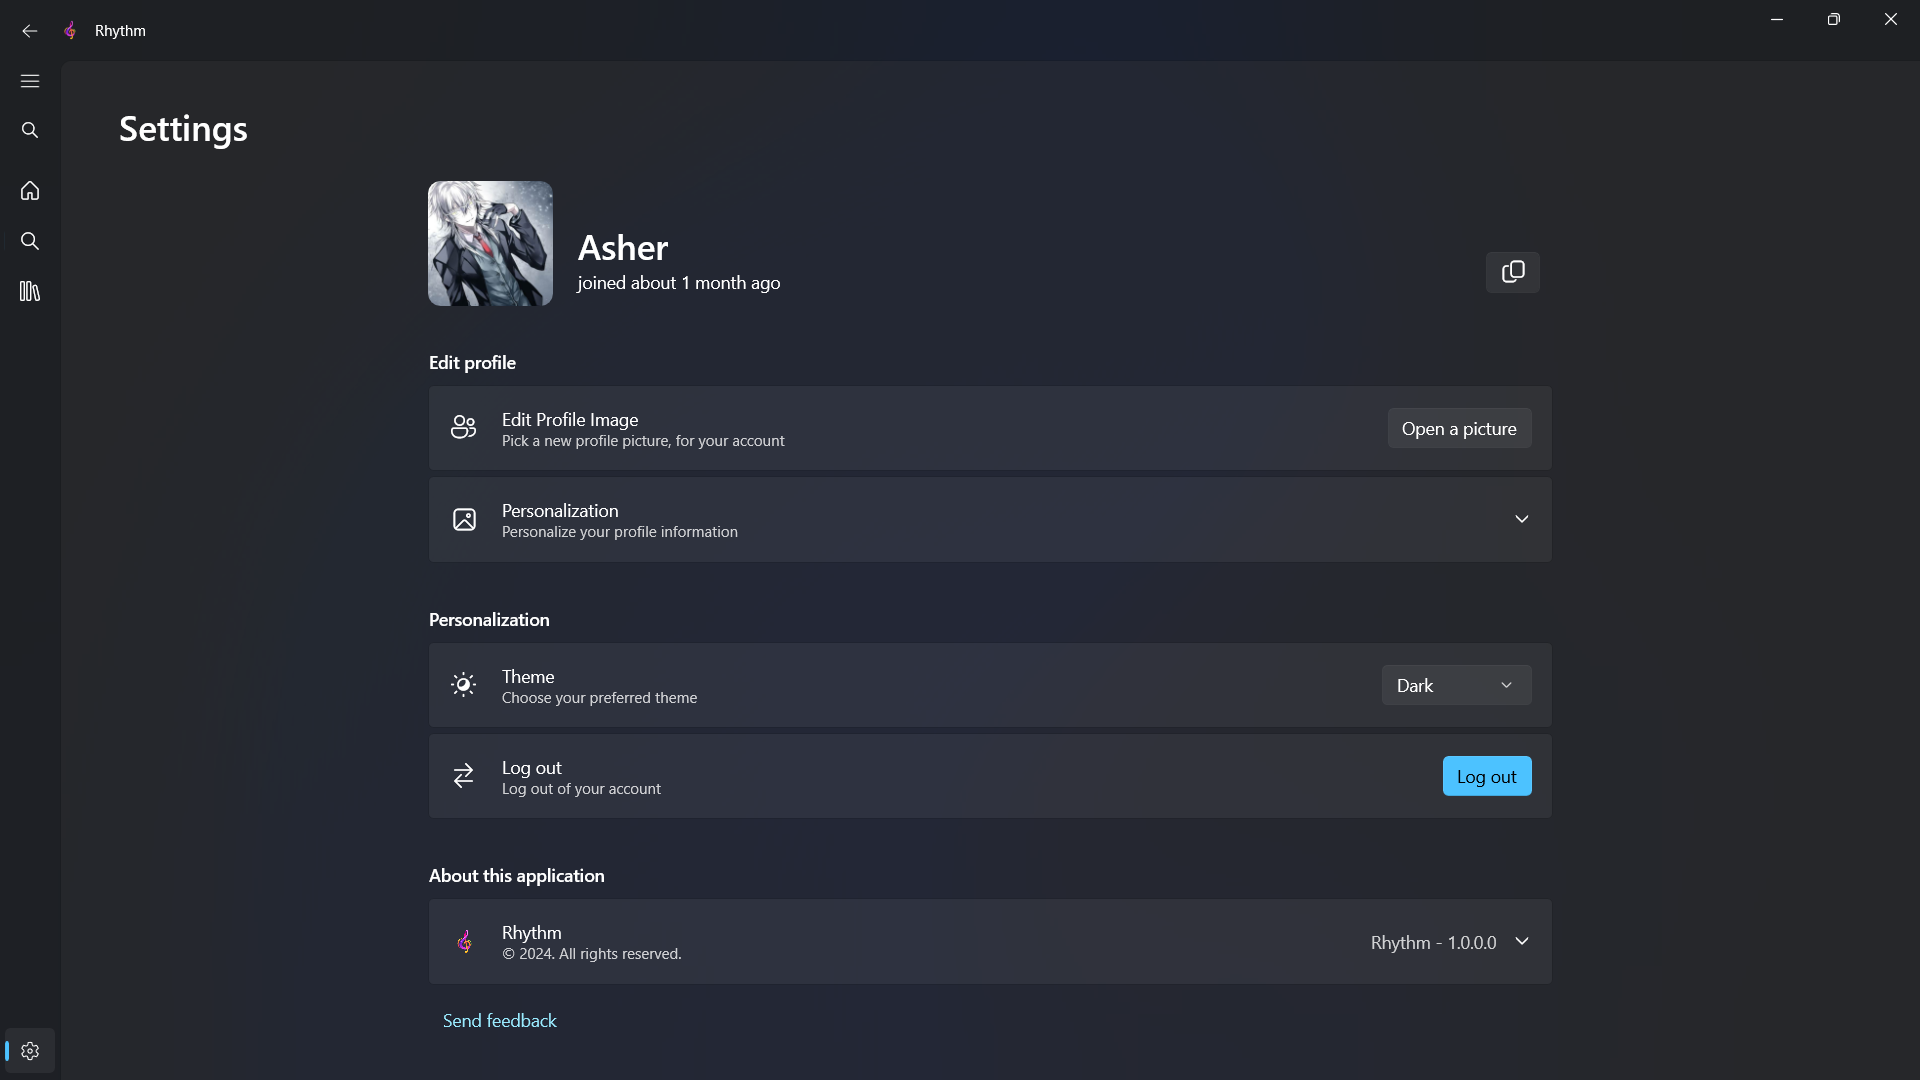 Rhythm
Settings
Asher
joined about 1 month ago
Edit profile
Edit Profile Image
Pick a new profile picture, for your account
Open a picture
Personalization
Personalize your profile information
Personalization
Theme
Choose your preferred theme
Dark
Log out
Log out of your account
Log out
About this application
Rhythm
© 2024. All rights reserved.
Rhythm - 1.0.0.0
Send feedback